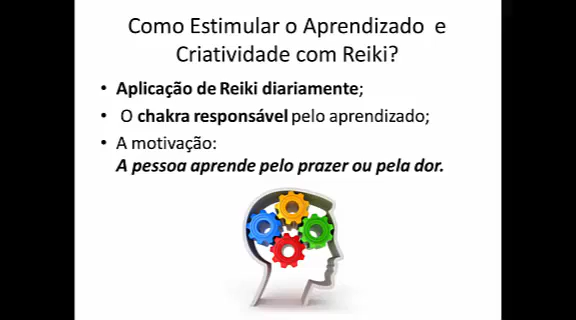 Como Estimular o Aprendizado e
Criatividade com Reiki?
• Aplicação de Reiki diariamente;
• O chakra responsável pelo aprendizado;
• A motivação:
A pessoa aprende pelo prazer ou pela dor.